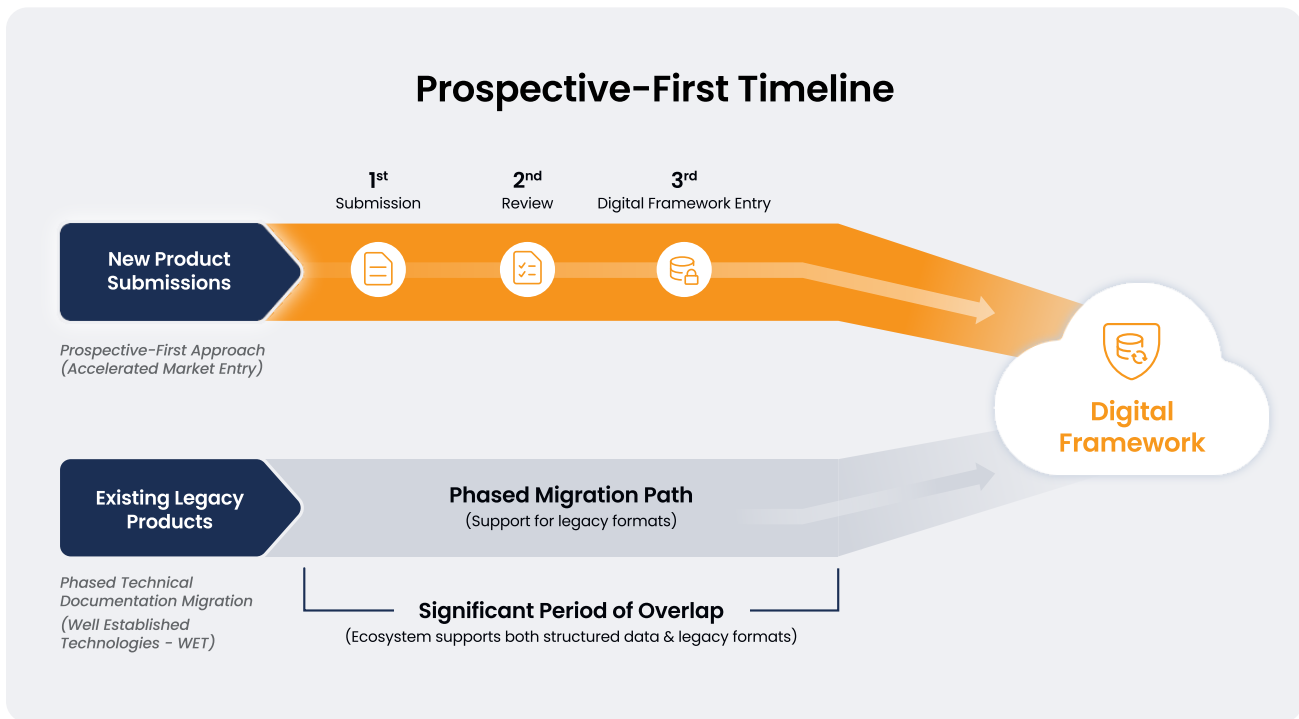 Prospective-First Timeline
1st
Submission
2nd
Review
3rd
Digital Framework Entry
New Product
Submissions
Prospective-First Approach
(Accelerated Market Entry)
Digital
Framework
Existing Legacy
Products
Phased Migration Path
(Support for legacy formats)
Phased Technical
Documentation Migration
(Well Established
Technologies - WET)
Significant Period of Overlap
(Ecosystem supports both structured data & legacy formats)